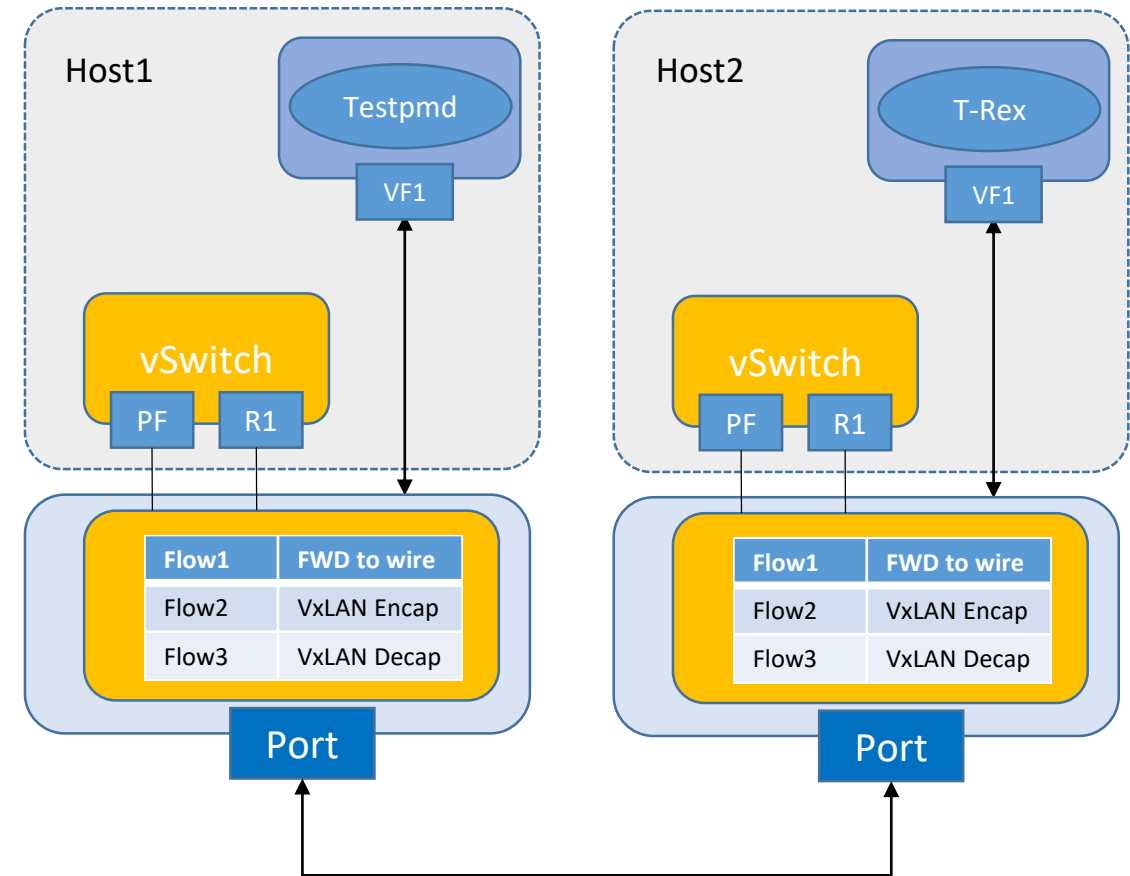 Host1
Testpmd
VF1
vSwitch
PF
R1
Flow1 FWD to wire
Flow2 VxLAN Encap
Flow3 VxLAN Decap
Port
Host2
T-Rex
VF1
vSwitch
PF
R1
Flow1 FWD to wire
Flow2 VxLAN Encap
Flow3 VxLAN Decap
Port